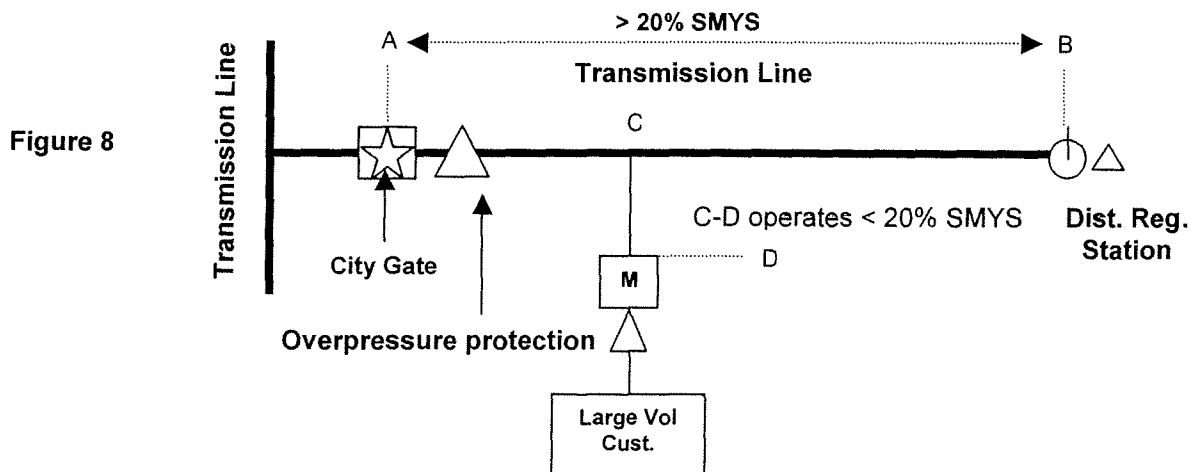 > 20% SMYS
A
B
Transmission Line
Transmission Line
Figure 8
C
C-D operates < 20% SMYS
Dist. Reg.
Station
City Gate
M
D
Overpressure protection
Large Vol
Cust.